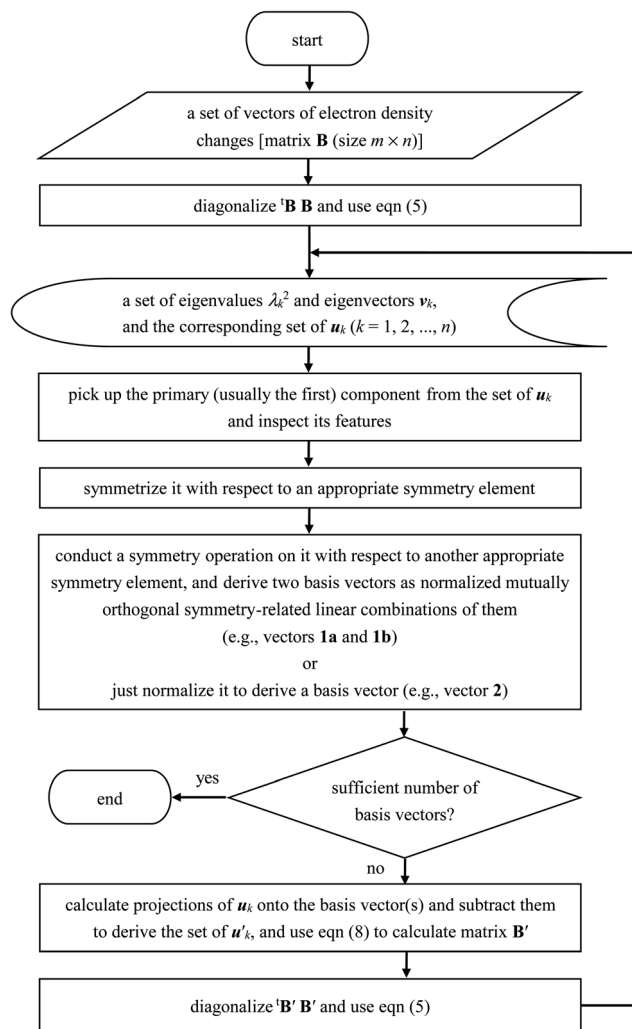 start
a set of vectors of electron density
changes [matrix B (size m × n)]
diagonalize ᵗB B and use eqn (5)
a set of eigenvalues λₖ² and eigenvectors vₖ,
and the corresponding set of uₖ (k = 1, 2, ..., n)
pick up the primary (usually the first) component from the set of uₖ
and inspect its features
symmetrize it with respect to an appropriate symmetry element
conduct a symmetry operation on it with respect to another appropriate
symmetry element, and derive two basis vectors as normalized mutually
orthogonal symmetry-related linear combinations of them
(e.g., vectors 1a and 1b)
or
just normalize it to derive a basis vector (e.g., vector 2)
sufficient number of
basis vectors?
yes
end
no
calculate projections of uₖ onto the basis vector(s) and subtract them
to derive the set of u'ₖ, and use eqn (8) to calculate matrix B'
diagonalize ᵗB' B' and use eqn (5)